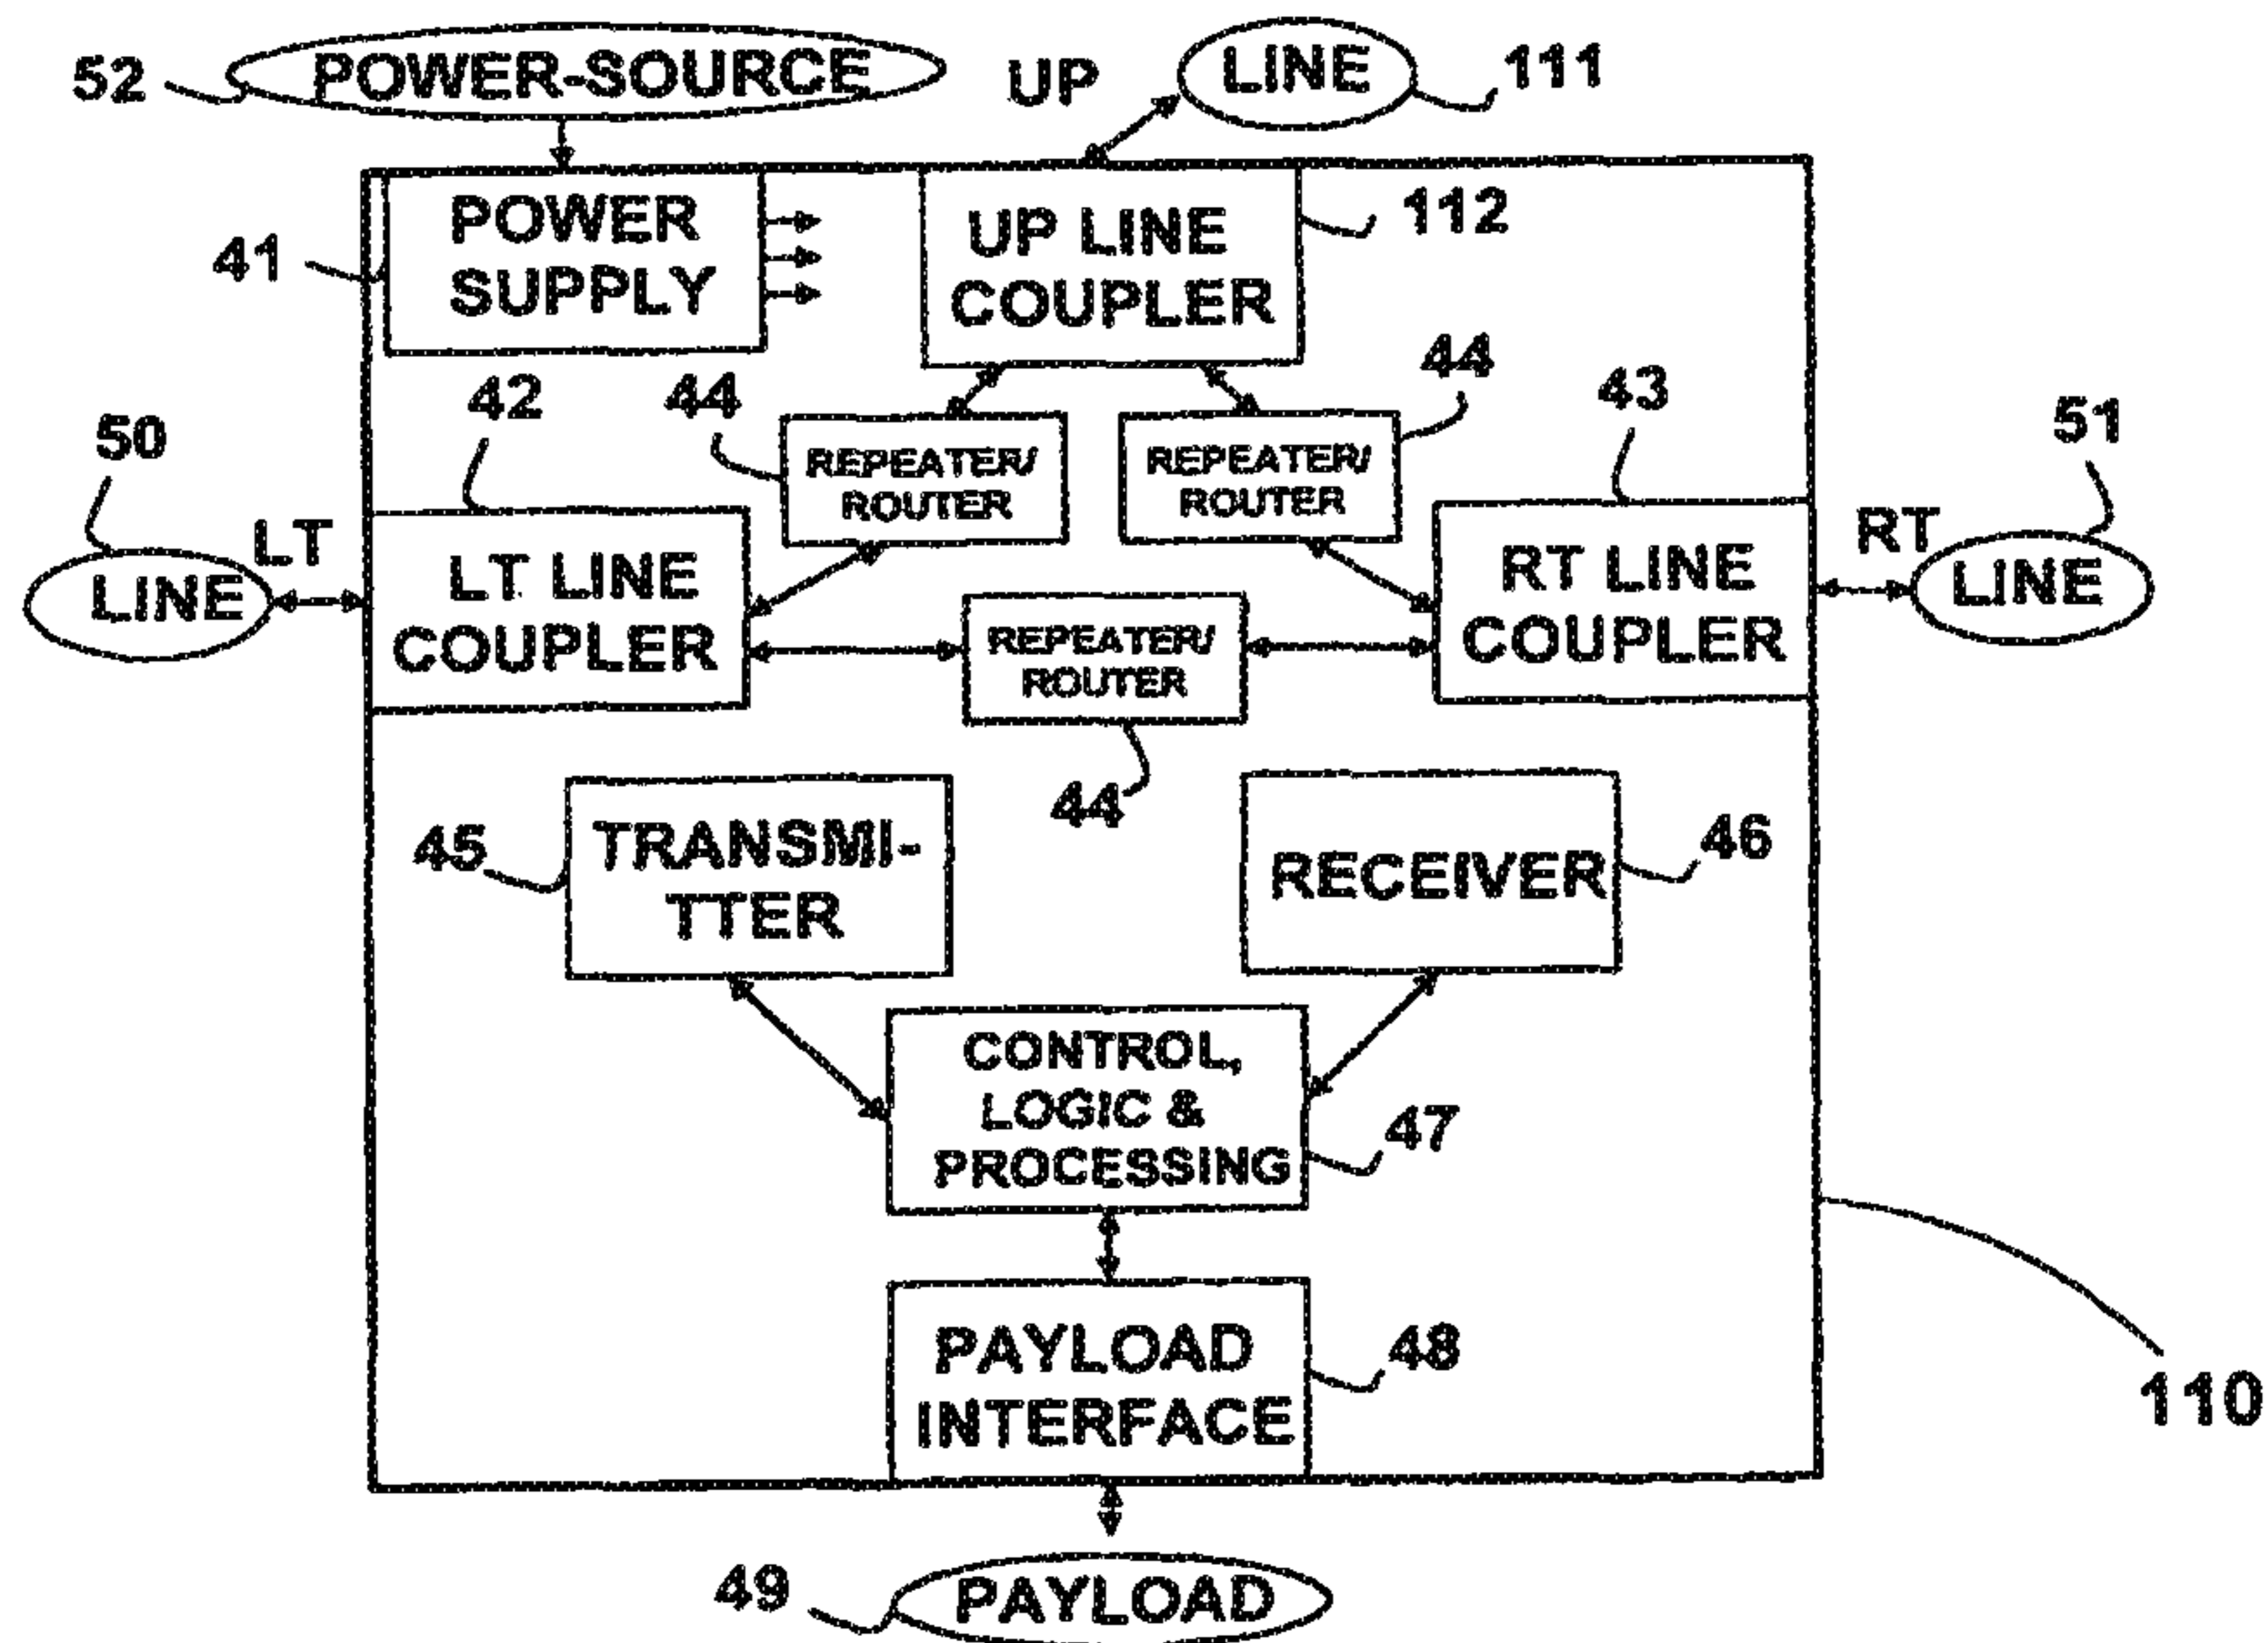 52 POWER-SOURCE UP LINE 111
POWER
SUPPLY
41
UP LINE
COUPLER
112
42 44 44 43
50 51
REPEATER/
ROUTER
REPEATER/
ROUTER
LT
LINE
LT LINE
COUPLER
REPEATER/
ROUTER
44
RT LINE
COUPLER
RT
LINE
45
TRANSMI-
TTER
RECEIVER
46
CONTROL,
LOGIC &
PROCESSING
47
PAYLOAD
INTERFACE
48
110
49 PAYLOAD